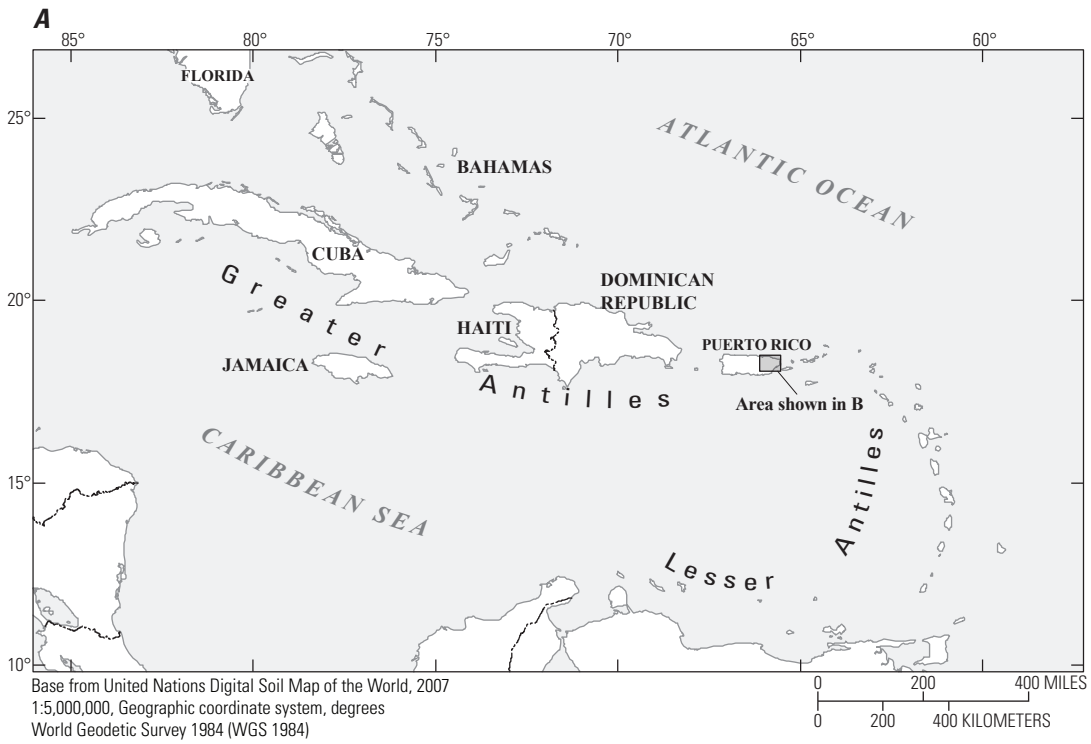 A
85° 80° 75° 70° 65° 60°
FLORIDA
25°
ATLANTIC OCEAN
BAHAMAS
CUBA
Greater
DOMINICAN
REPUBLIC
20°
HAITI
PUERTO RICO
JAMAICA
Antilles
Area shown in B
CARIBBEAN SEA
Antilles
15°
Lesser
10°
Base from United Nations Digital Soil Map of the World, 2007
1:5,000,000, Geographic coordinate system, degrees
World Geodetic Survey 1984 (WGS 1984)
0 200 400 MILES
0 200 400 KILOMETERS